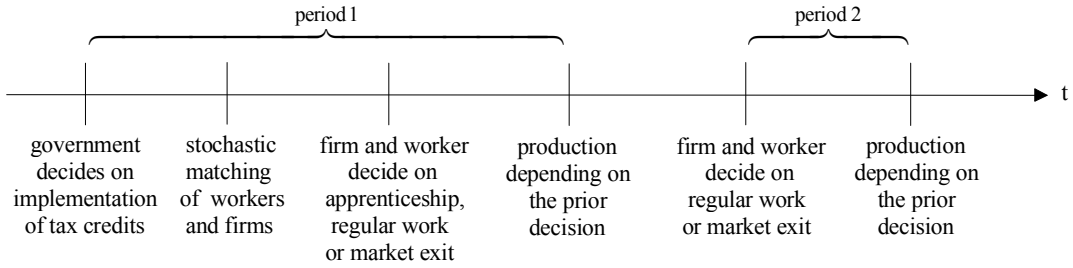 period 1
period 2
t
government
decides on
implementation
of tax credits
stochastic
matching
of workers
and firms
firm and worker
decide on
apprenticeship,
regular work
or market exit
production
depending on
the prior
decision
firm and worker
decide on
regular work
or market exit
production
depending on
the prior
decision